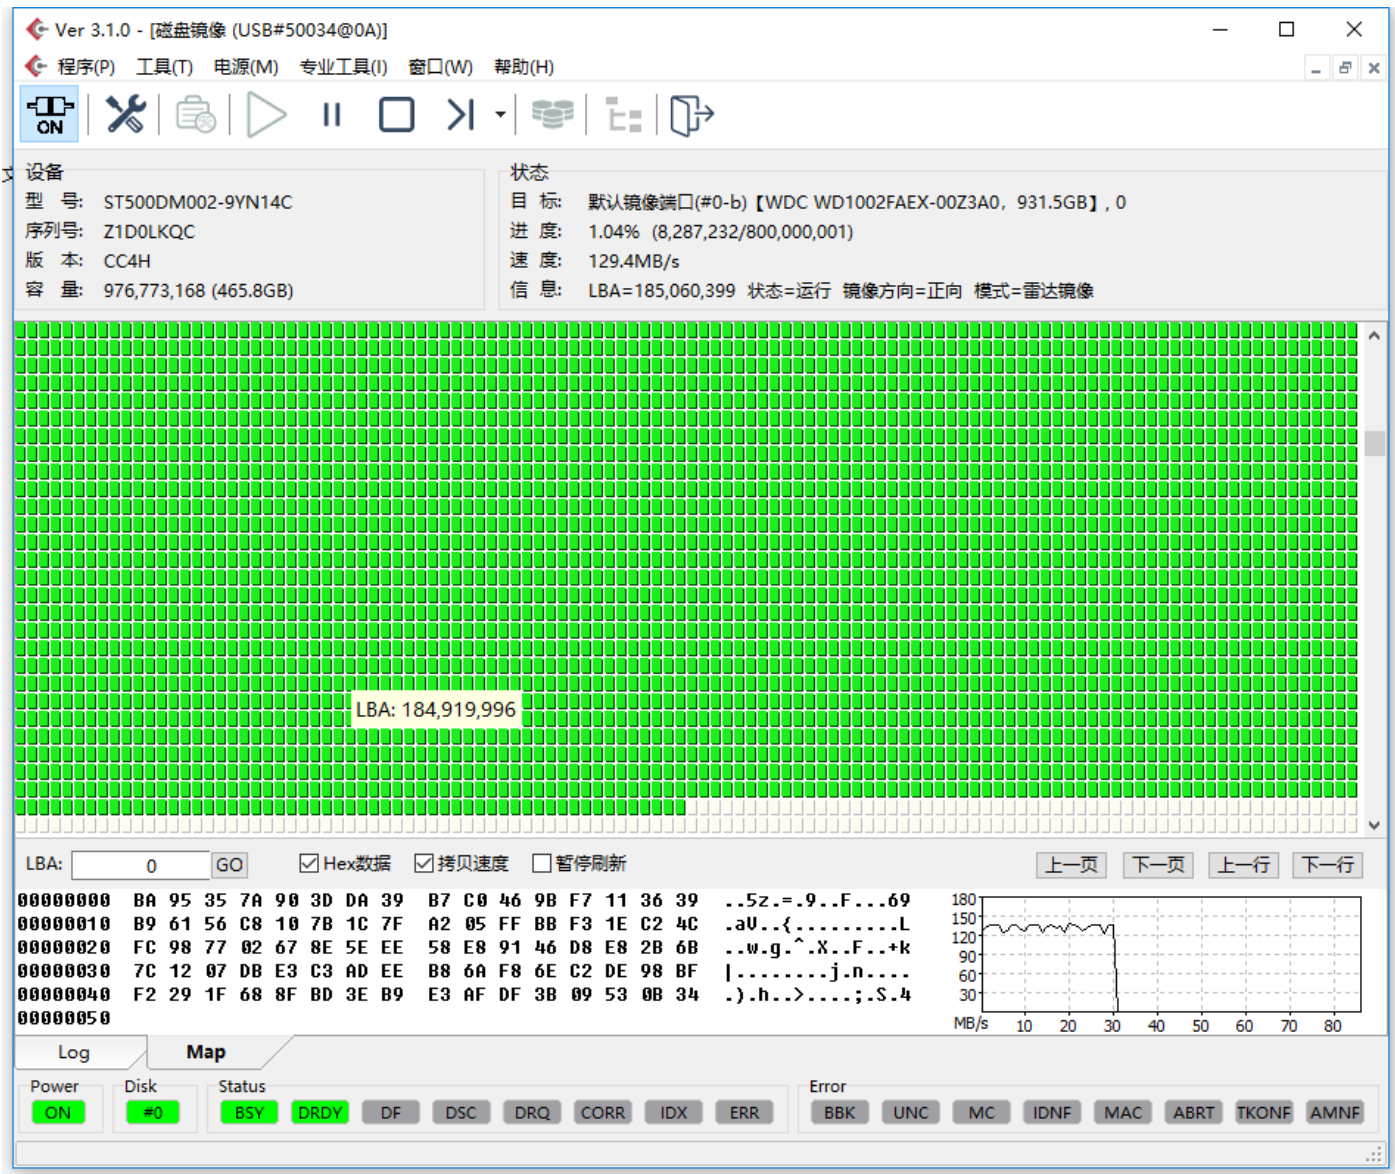 Ver 3.1.0 - [磁盘镜像 (USB#50034@0A)]
程序(P) 工具(T) 电源(M) 专业工具(I) 窗口(W) 帮助(H)
ON
设备
型 号: ST500DM002-9YN14C
序列号: Z1D0LKQC
版 本: CC4H
容 量: 976,773,168 (465.8GB)
状态
目 标: 默认镜像端口(#0-b)【WDC WD1002FAEX-00Z3A0, 931.5GB】, 0
进 度: 1.04% (8,287,232/800,000,001)
速 度: 129.4MB/s
信 息: LBA=185,060,399 状态=运行 镜像方向=正向 模式=雷达镜像
LBA: 184,919,996
LBA: 0 GO Hex数据 拷贝速度 暂停刷新 上一页 下一页 上一行 下一行
00000000 BA 95 35 7A 90 3D DA 39 B7 C0 46 9B F7 11 36 39 ..5z.=.9..F...69
00000010 B9 61 56 C8 10 7B 1C 7F A2 05 FF BB F3 1E C2 4C .aV..{.........L
00000020 FC 98 77 02 67 8E 5E EE 58 E8 91 46 D8 E8 2B 6B ..w.g.^.X..F..+k
00000030 7C 12 07 DB E3 C3 AD EE B8 6A F8 6E C2 DE 98 BF |........j.n....
00000040 F2 29 1F 68 8F BD 3E B9 E3 AF DF 3B 09 53 0B 34 .).h..>....;.S.4
00000050
180
150
120
90
60
30
MB/s 10 20 30 40 50 60 70 80
Log Map
Power Disk Status Error
ON #0 BSY DRDY DF DSC DRQ CORR IDX ERR BBK UNC MC IDNF MAC ABRT TKONF AMNF